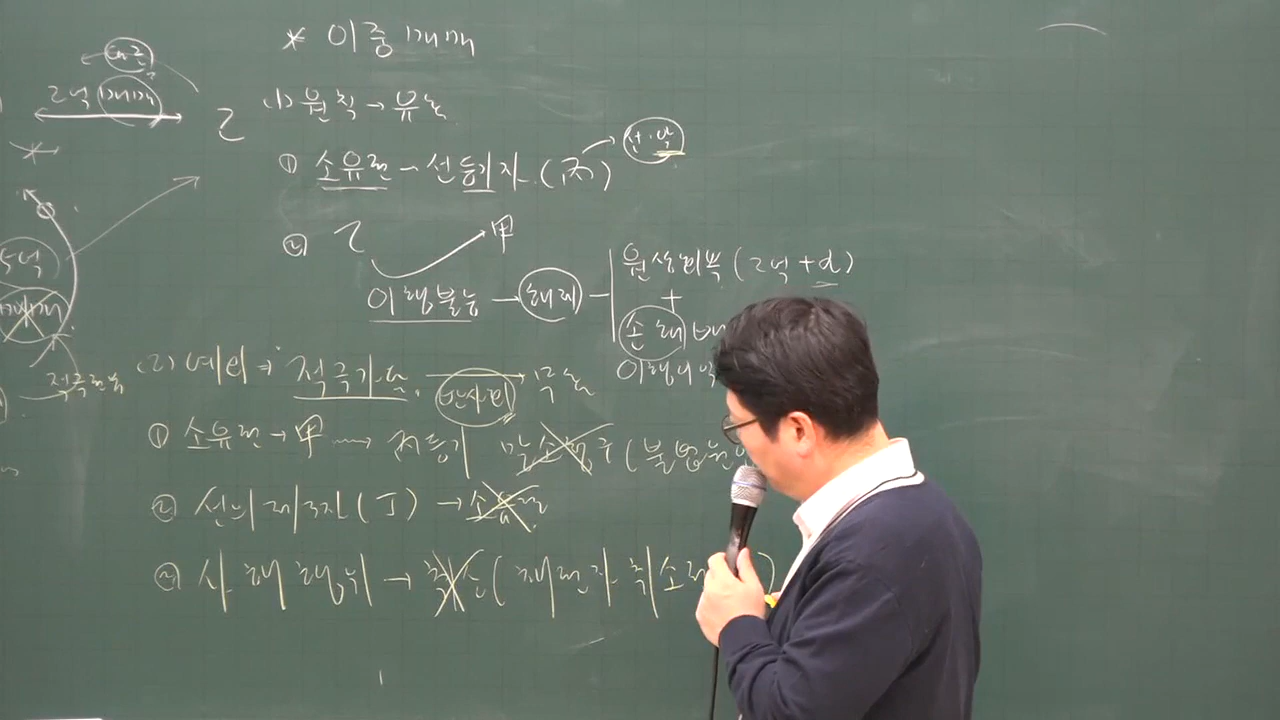 * 이중매매
2억 매매
乙
(1) 원칙 → 유효
① 소유권 → 선등기자 (丙) 선·악
② 乙 甲
이행불능 → 해제 원상회복 (2억 + α)
+
손해배
이행이익
5억
매매
(2) 예외 → 적극가담 반사회 무효
적극권유
① 소유권 → 甲 → 丙등기 말소청구 (불법원인
② 선의 제3자 (丁) → 소유권
③ 사해행위 → 취소 (채권자취소권 )